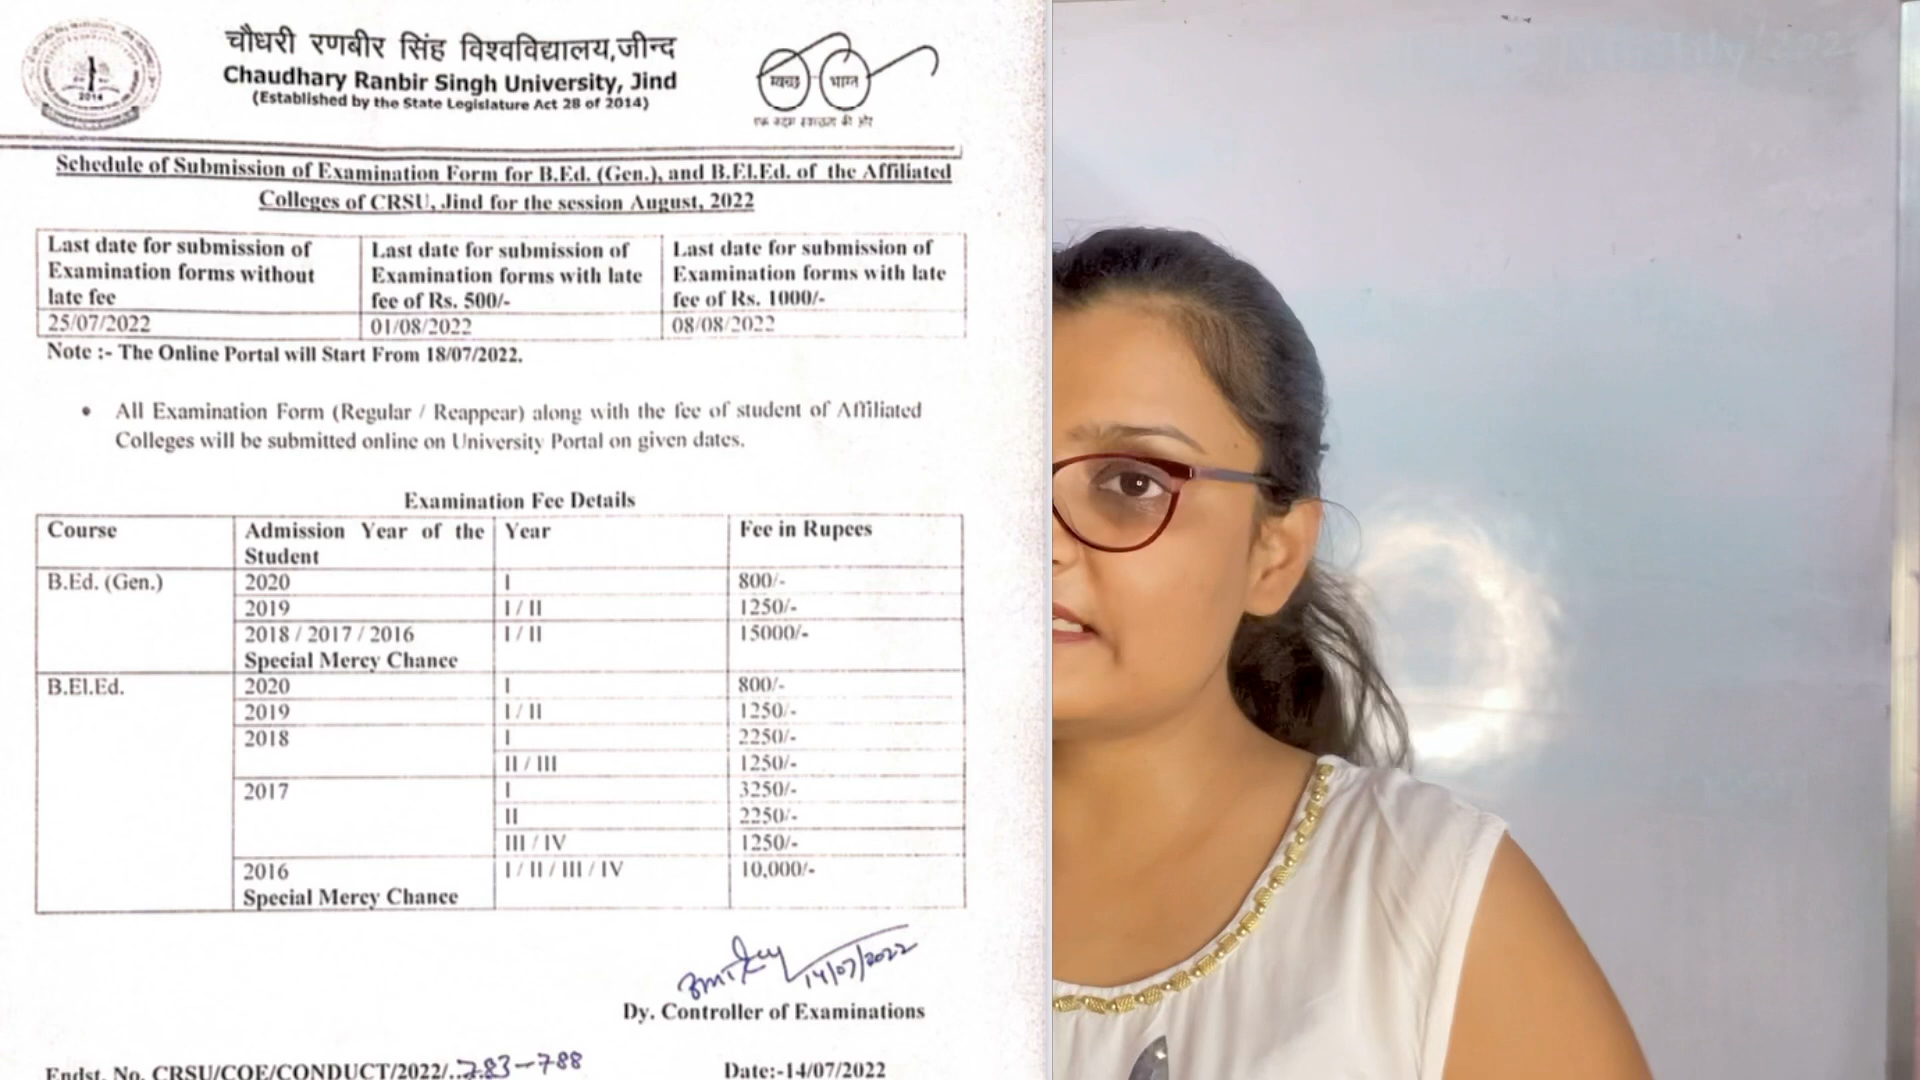 चौधरी रणबीर सिंह विश्वविद्यालय,जीन्द
Chaudhary Ranbir Singh University, Jind
(Established by the State Legislature Act 28 of 2014)
2014
स्वच्छ भारत
एक कदम स्वच्छता की ओर
Schedule of Submission of Examination Form for B.Ed. (Gen.), and B.El.Ed. of the Affiliated
Colleges of CRSU, Jind for the session August, 2022
Last date for submission of Examination forms without late fee
Last date for submission of Examination forms with late fee of Rs. 500/-
Last date for submission of Examination forms with late fee of Rs. 1000/-
25/07/2022 01/08/2022 08/08/2022
Note :- The Online Portal will Start From 18/07/2022.
• All Examination Form (Regular / Reappear) along with the fee of student of Affiliated
Colleges will be submitted online on University Portal on given dates.
Examination Fee Details
Course Admission Year of the Student Year Fee in Rupees
B.Ed. (Gen.) 2020 I 800/-
2019 I / II 1250/-
2018 / 2017 / 2016 I / II 15000/-
Special Mercy Chance
B.El.Ed. 2020 I 800/-
2019 I / II 1250/-
2018 I 2250/-
II / III 1250/-
2017 I 3250/-
II 2250/-
III / IV 1250/-
2016 I / II / III / IV 10,000/-
Special Mercy Chance
14/07/2022
Dy. Controller of Examinations
Endst. No. CRSU/COE/CONDUCT/2022/..783-788 Date:-14/07/2022